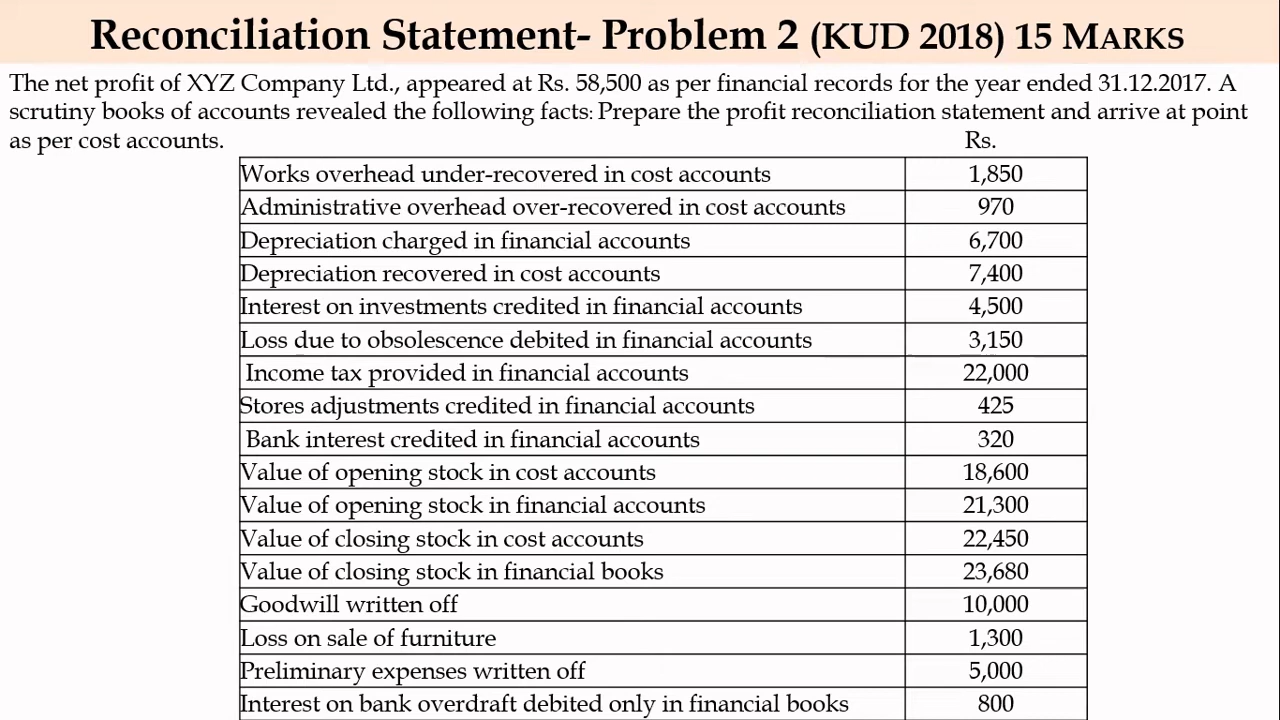 Reconciliation Statement- Problem 2 (KUD 2018) 15 MARKS
The net profit of XYZ Company Ltd., appeared at Rs. 58,500 as per financial records for the year ended 31.12.2017. A
scrutiny books of accounts revealed the following facts: Prepare the profit reconciliation statement and arrive at point
as per cost accounts. Rs.
Works overhead under-recovered in cost accounts 1,850
Administrative overhead over-recovered in cost accounts 970
Depreciation charged in financial accounts 6,700
Depreciation recovered in cost accounts 7,400
Interest on investments credited in financial accounts 4,500
Loss due to obsolescence debited in financial accounts 3,150
Income tax provided in financial accounts 22,000
Stores adjustments credited in financial accounts 425
Bank interest credited in financial accounts 320
Value of opening stock in cost accounts 18,600
Value of opening stock in financial accounts 21,300
Value of closing stock in cost accounts 22,450
Value of closing stock in financial books 23,680
Goodwill written off 10,000
Loss on sale of furniture 1,300
Preliminary expenses written off 5,000
Interest on bank overdraft debited only in financial books 800